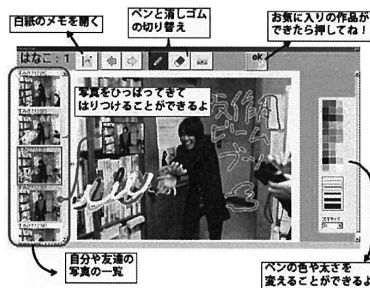 白紙のメモを開く
ペンと消しゴム
の切り替え
お気に入りの作品が
できたら押してね！
はなこ：1
ok
写真をひっぱってきて
はりつけることができるよ
ビーム
自分や友達の
写真の一覧
ペンの色や太さを
変えることができるよ